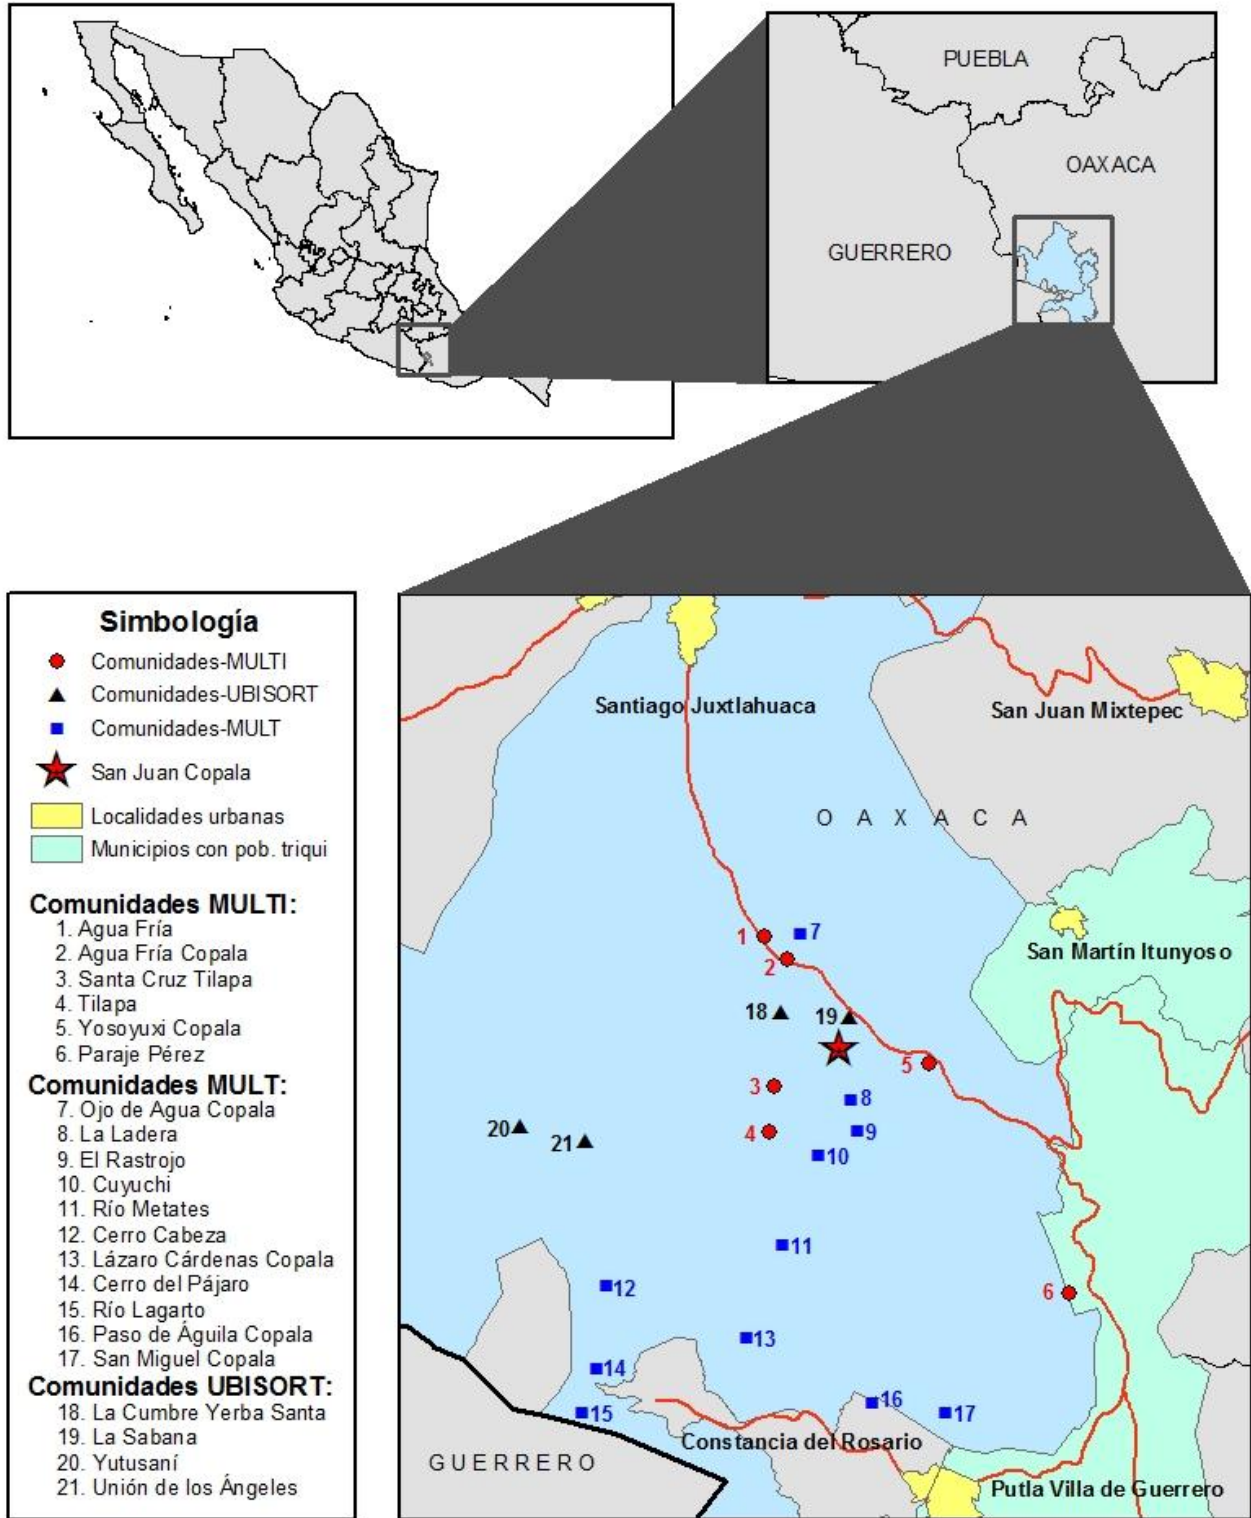 PUEBLA
OAXACA
GUERRERO
Simbología
Comunidades-MULTI
Comunidades-UBISORT
Comunidades-MULT
San Juan Copala
Localidades urbanas
Municipios con pob. triqui
Comunidades MULTI:
1. Agua Fría
2. Agua Fría Copala
3. Santa Cruz Tilapa
4. Tilapa
5. Yosoyuxi Copala
6. Paraje Pérez
Comunidades MULT:
7. Ojo de Agua Copala
8. La Ladera
9. El Rastrojo
10. Cuyuchi
11. Río Metates
12. Cerro Cabeza
13. Lázaro Cárdenas Copala
14. Cerro del Pájaro
15. Río Lagarto
16. Paso de Águila Copala
17. San Miguel Copala
Comunidades UBISORT:
18. La Cumbre Yerba Santa
19. La Sabana
20. Yutusaní
21. Unión de los Ángeles
Santiago Juxtlahuaca
San Juan Mixtepec
OAXACA
1
7
2
San Martín Itunyoso
18
19
5
3
8
20
21
4
9
10
11
12
6
13
14
15
16
17
Constancia del Rosario
GUERRERO
Putla Villa de Guerrero